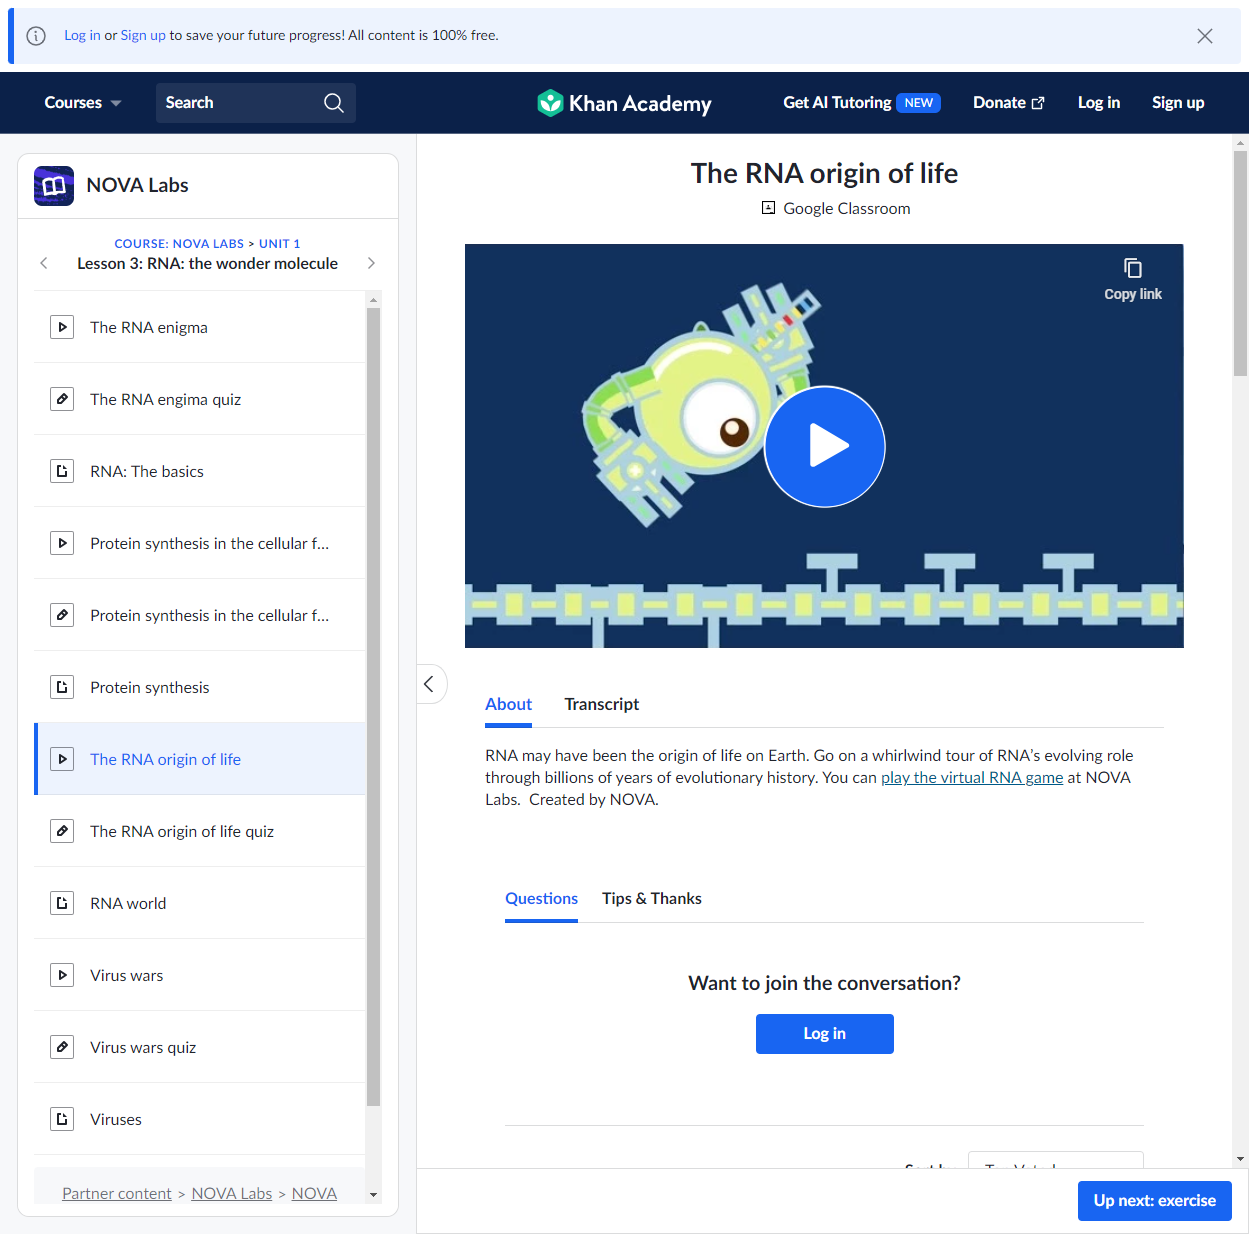 Log in or Sign up to save your future progress! All content is 100% free.
Courses
Search
Khan Academy
Get AI Tutoring NEW
Donate
Log in
Sign up
NOVA Labs
COURSE: NOVA LABS > UNIT 1
Lesson 3: RNA: the wonder molecule
The RNA enigma
The RNA engima quiz
RNA: The basics
Protein synthesis in the cellular f...
Protein synthesis in the cellular f...
Protein synthesis
The RNA origin of life
The RNA origin of life quiz
RNA world
Virus wars
Virus wars quiz
Viruses
Partner content > NOVA Labs > NOVA
The RNA origin of life
Google Classroom
Copy link
About
Transcript
RNA may have been the origin of life on Earth. Go on a whirlwind tour of RNA’s evolving role
through billions of years of evolutionary history. You can play the virtual RNA game at NOVA
Labs. Created by NOVA.
Questions
Tips & Thanks
Want to join the conversation?
Log in
Up next: exercise